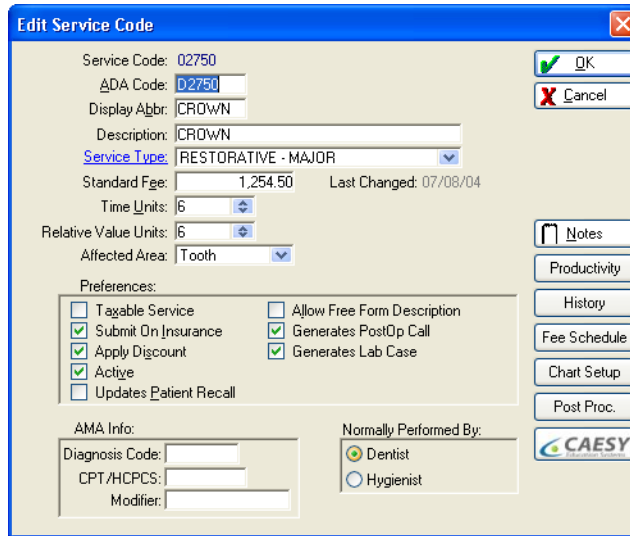 Edit Service Code
Service Code: 02750
OK
ADA Code: D2750
Cancel
Display Abbr: CROWN
Description: CROWN
Service Type: RESTORATIVE - MAJOR
Standard Fee: 1,254.50 Last Changed: 07/08/04
Time Units: 6
Relative Value Units: 6
Notes
Affected Area: Tooth
Productivity
Preferences:
Taxable Service Allow Free Form Description
History
Submit On Insurance Generates PostOp Call
Fee Schedule
Apply Discount Generates Lab Case
Active
Chart Setup
Updates Patient Recall
Post Proc.
AMA Info: Normally Performed By:
CAESY
Education Systems
Diagnosis Code: Dentist
CPT/HCPCS: Hygienist
Modifier: